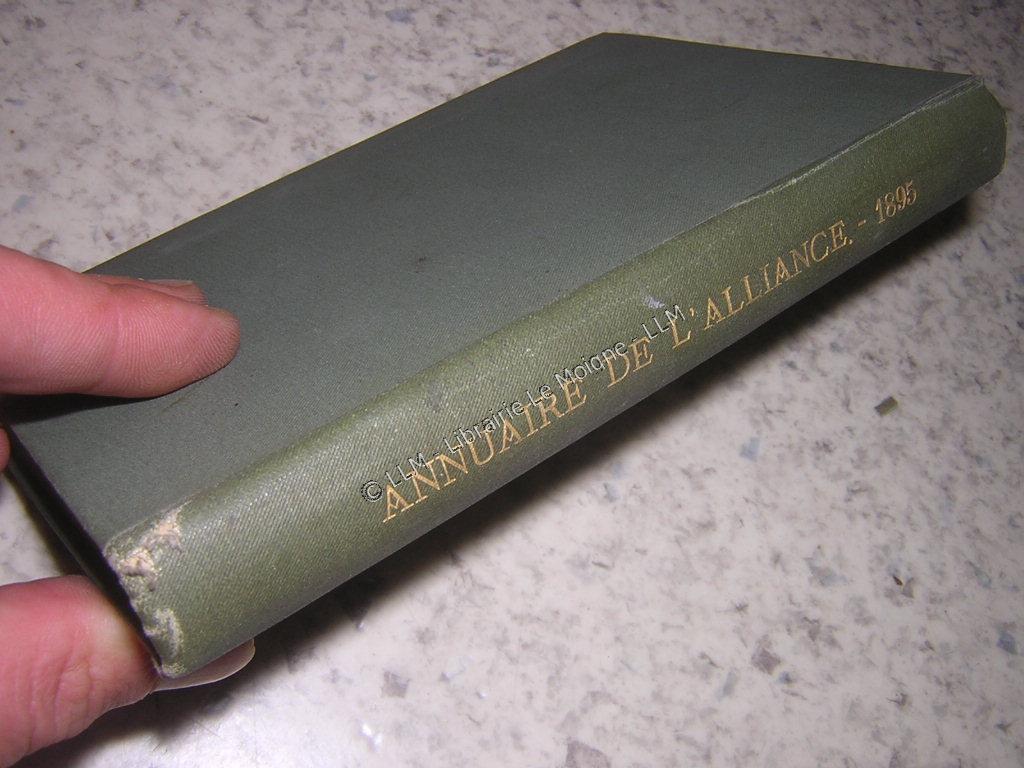 ANNUAIRE DE L'ALLIANCE. - 1895
© LLM - Librairie Le Moigne - LLM